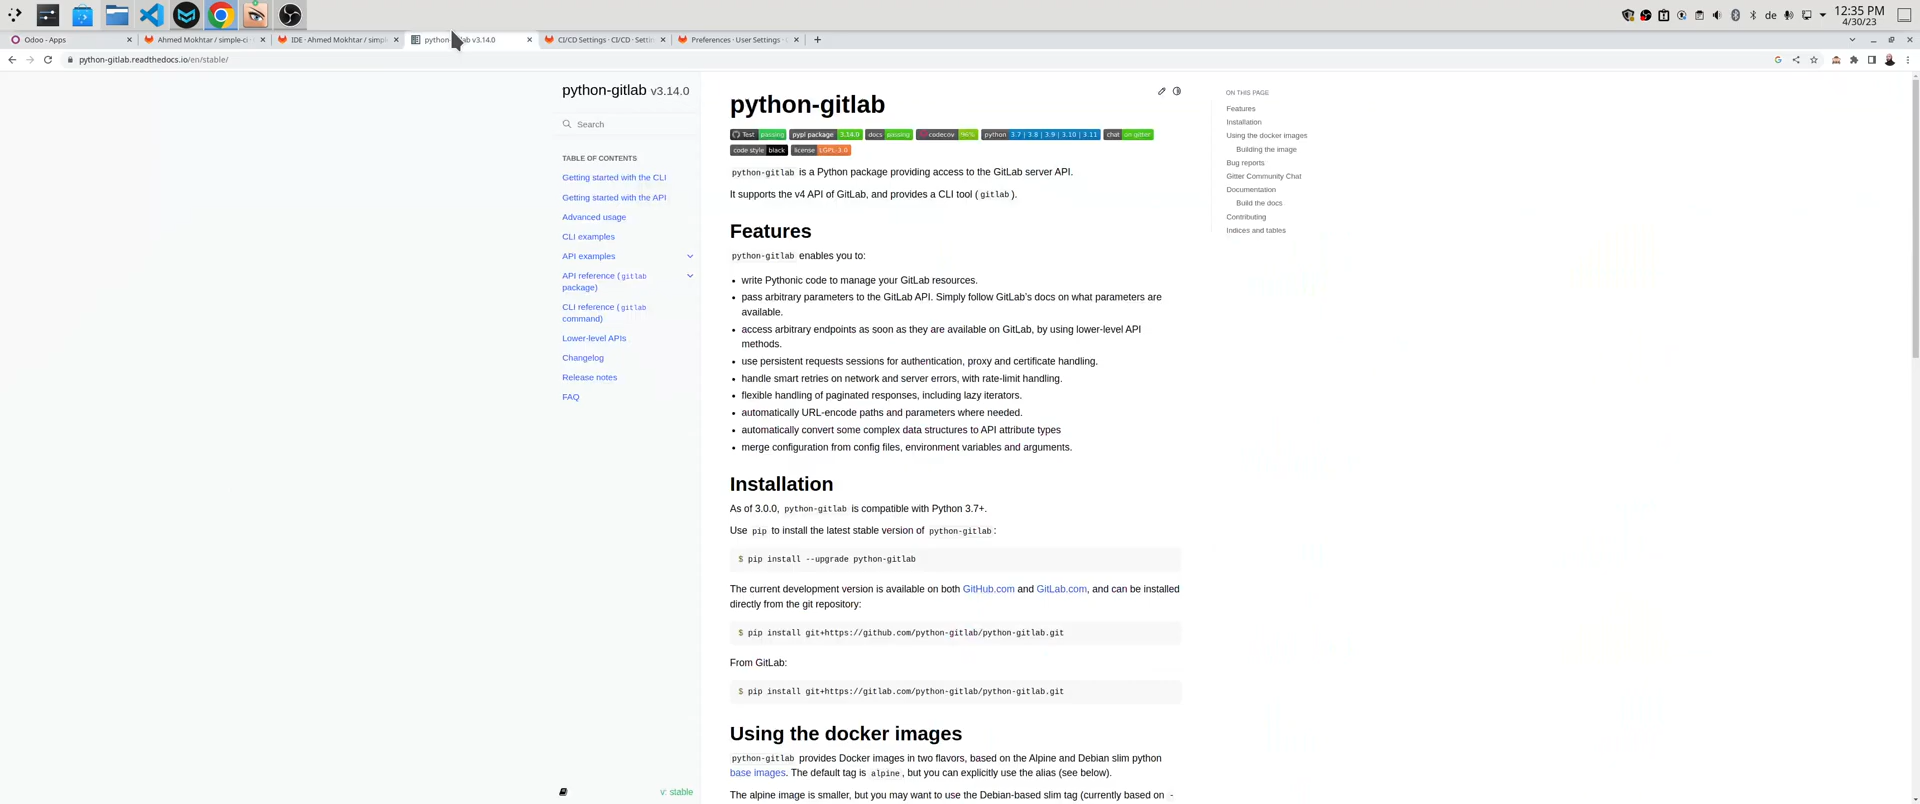 12:35 PM
de
4/30/23
Odoo - Apps
Ahmed Mokhtar / simple-ci
IDE · Ahmed Mokhtar / simpl
python-gitlab v3.14.0
CI/CD Settings · CI/CD · Settin
Preferences · User Settings ·
python-gitlab.readthedocs.io/en/stable/
python-gitlab v3.14.0
Search
TABLE OF CONTENTS
Getting started with the CLI
Getting started with the API
Advanced usage
CLI examples
API examples
API reference (gitlab
package)
CLI reference (gitlab
command)
Lower-level APIs
Changelog
Release notes
FAQ
v: stable
python-gitlab
Test passing pypi package 3.14.0 docs passing codecov 96% python 3.7 | 3.8 | 3.9 | 3.10 | 3.11 chat on gitter
code style black license LGPL-3.0
python-gitlab is a Python package providing access to the GitLab server API.
It supports the v4 API of GitLab, and provides a CLI tool (gitlab).
Features
python-gitlab enables you to:
• write Pythonic code to manage your GitLab resources.
• pass arbitrary parameters to the GitLab API. Simply follow GitLab's docs on what parameters are
available.
• access arbitrary endpoints as soon as they are available on GitLab, by using lower-level API
methods.
• use persistent requests sessions for authentication, proxy and certificate handling.
• handle smart retries on network and server errors, with rate-limit handling.
• flexible handling of paginated responses, including lazy iterators.
• automatically URL-encode paths and parameters where needed.
• automatically convert some complex data structures to API attribute types
• merge configuration from config files, environment variables and arguments.
Installation
As of 3.0.0, python-gitlab is compatible with Python 3.7+.
Use pip to install the latest stable version of python-gitlab:
$ pip install --upgrade python-gitlab
The current development version is available on both GitHub.com and GitLab.com, and can be installed
directly from the git repository:
$ pip install git+https://github.com/python-gitlab/python-gitlab.git
From GitLab:
$ pip install git+https://gitlab.com/python-gitlab/python-gitlab.git
Using the docker images
python-gitlab provides Docker images in two flavors, based on the Alpine and Debian slim python
base images. The default tag is alpine, but you can explicitly use the alias (see below).
The alpine image is smaller, but you may want to use the Debian-based slim tag (currently based on -
ON THIS PAGE
Features
Installation
Using the docker images
Building the image
Bug reports
Gitter Community Chat
Documentation
Build the docs
Contributing
Indices and tables